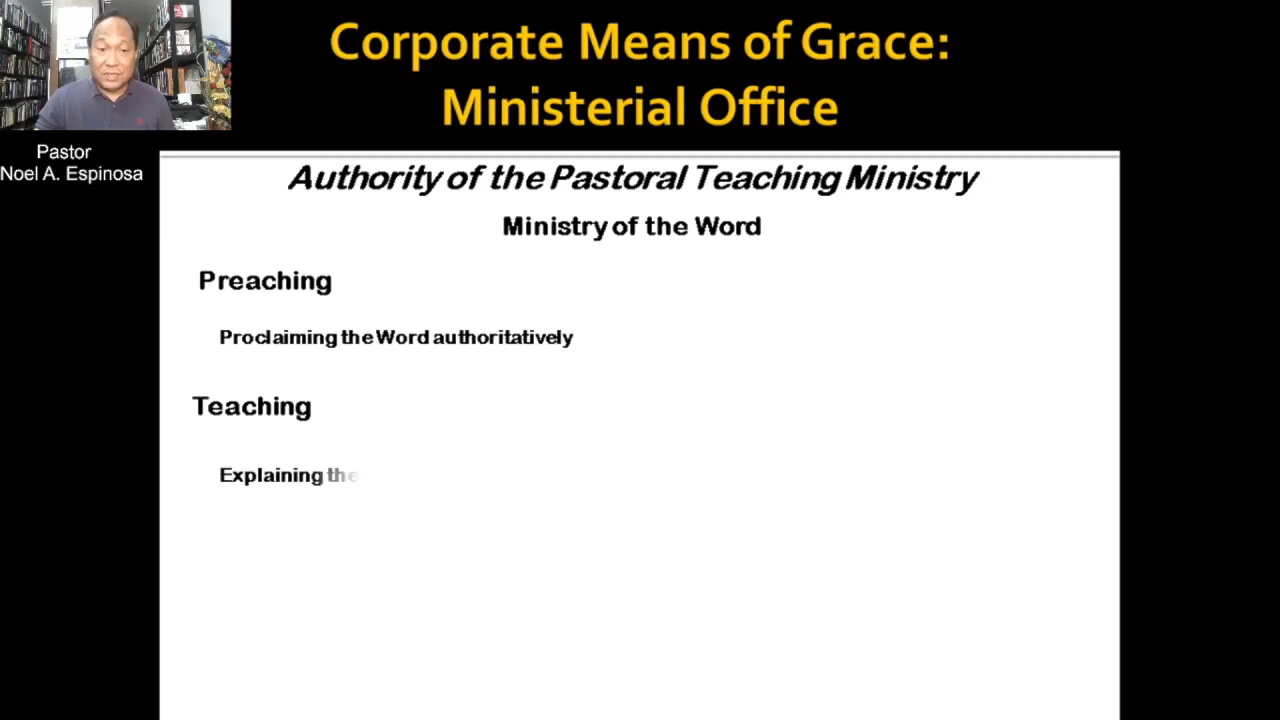 Corporate Means of Grace:
Ministerial Office
Pastor
Noel A. Espinosa
Authority of the Pastoral Teaching Ministry
Ministry of the Word
Preaching
Proclaiming the Word authoritatively
Teaching
Explaining the